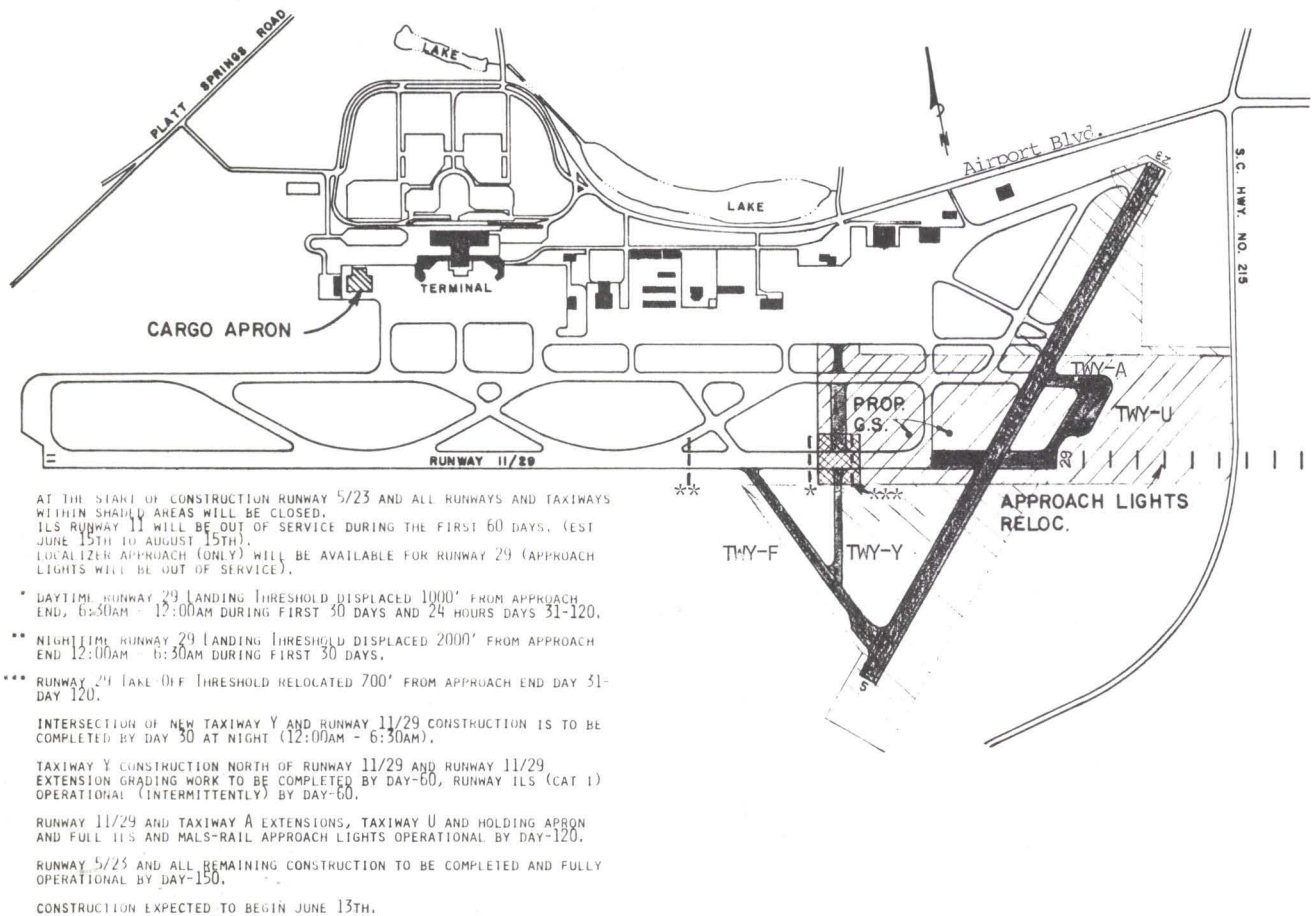 PLATT SPRINGS ROAD
LAKE
N
Airport Blvd.
23
S.C. HWY. NO. 215
LAKE
TERMINAL
CARGO APRON
TWY-A
PROP.
G.S.
TWY-U
RUNWAY 11/29
29
**
*
***
APPROACH LIGHTS
RELOC.
TWY-F
TWY-Y
5
AT THE START OF CONSTRUCTION RUNWAY 5/23 AND ALL RUNWAYS AND TAXIWAYS
WITHIN SHADED AREAS WILL BE CLOSED.
ILS RUNWAY 11 WILL BE OUT OF SERVICE DURING THE FIRST 60 DAYS. (EST
JUNE 15TH TO AUGUST 15TH).
LOCALIZER APPROACH (ONLY) WILL BE AVAILABLE FOR RUNWAY 29 (APPROACH
LIGHTS WILL BE OUT OF SERVICE).
* DAYTIME RUNWAY 29 LANDING THRESHOLD DISPLACED 1000' FROM APPROACH
END, 6:30AM - 12:00AM DURING FIRST 30 DAYS AND 24 HOURS DAYS 31-120.
** NIGHTTIME RUNWAY 29 LANDING THRESHOLD DISPLACED 2000' FROM APPROACH
END 12:00AM - 6:30AM DURING FIRST 30 DAYS.
*** RUNWAY 29 TAKE-OFF THRESHOLD RELOCATED 700' FROM APPROACH END DAY 31-
DAY 120.
INTERSECTION OF NEW TAXIWAY Y AND RUNWAY 11/29 CONSTRUCTION IS TO BE
COMPLETED BY DAY 30 AT NIGHT (12:00AM - 6:30AM).
TAXIWAY Y CONSTRUCTION NORTH OF RUNWAY 11/29 AND RUNWAY 11/29
EXTENSION GRADING WORK TO BE COMPLETED BY DAY-60, RUNWAY ILS (CAT I)
OPERATIONAL (INTERMITTENTLY) BY DAY-60.
RUNWAY 11/29 AND TAXIWAY A EXTENSIONS, TAXIWAY U AND HOLDING APRON
AND FULL ILS AND MALS-RAIL APPROACH LIGHTS OPERATIONAL BY DAY-120.
RUNWAY 5/23 AND ALL REMAINING CONSTRUCTION TO BE COMPLETED AND FULLY
OPERATIONAL BY DAY-150.
CONSTRUCTION EXPECTED TO BEGIN JUNE 13TH.